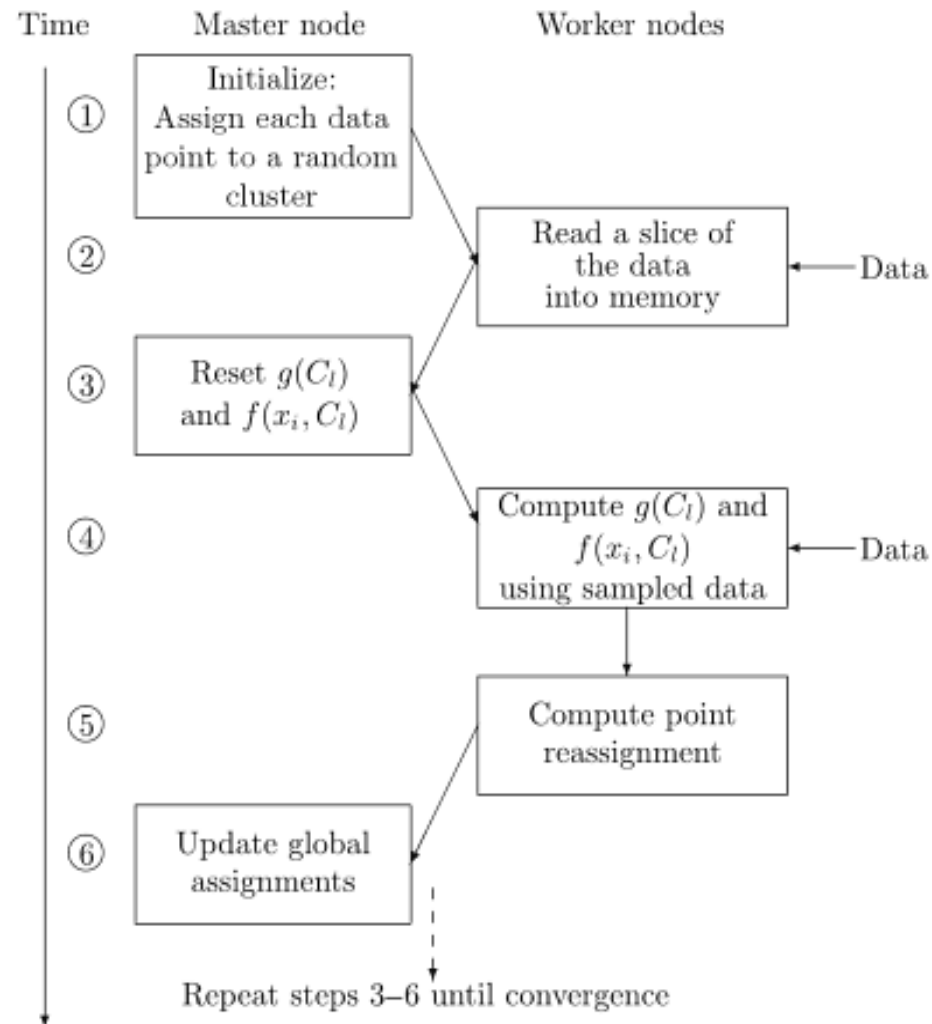 Time Master node Worker nodes
① Initialize:
Assign each data
point to a random
cluster
② Read a slice of
the data
into memory
Data
③ Reset g(C_l)
and f(x_i, C_l)
④ Compute g(C_l) and
f(x_i, C_l)
using sampled data
Data
⑤ Compute point
reassignment
⑥ Update global
assignments
Repeat steps 3–6 until convergence